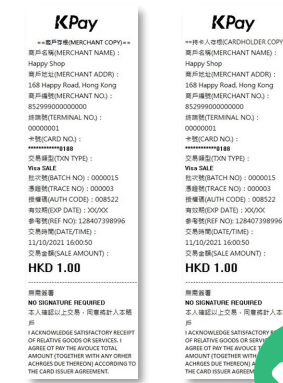 KPay
==商戶存根(MERCHANT COPY)==
商戶名稱(MERCHANT NAME)：
Happy Shop
商戶地址(MERCHANT ADDR)：
168 Happy Road, Hong Kong
商戶編號(MERCHANT NO.)：
852999000000000
終端號(TERMINAL NO.)：
00000001
卡號(CARD NO.)：
************0188
交易類型(TXN TYPE)：
Visa SALE
批次號(BATCH NO)：0000015
憑證號(TRACE NO)：000003
授權碼(AUTH CODE)：008522
有效期(EXP DATE)：XX/XX
參考號(REF NO): 128407398996
交易時間(DATE/TIME)：
11/10/2021 16:00:50
交易金額(SALE AMOUNT)：
HKD 1.00
無需簽署
NO SIGNATURE REQUIRED
本人確認以上交易，同意將計入本賬
戶
I ACKNOWLEDGE SATISFACTORY RECEIPT
OF RELATIVE GOODS OR SERVICES. I
AGREE OT PAY THE AVOUCE TOTAL
AMOUNT (TOGETHER WITH ANY ORHER
ACHRGES DUE THEREON) ACCORDING TO
THE CARD ISSUER AGREEMENT.
KPay
==持卡人存根(CARDHOLDER COPY
商戶名稱(MERCHANT NAME)：
Happy Shop
商戶地址(MERCHANT ADDR)：
168 Happy Road, Hong Kong
商戶編號(MERCHANT NO.)：
852999000000000
終端號(TERMINAL NO.)：
00000001
卡號(CARD NO.)：
************0188
交易類型(TXN TYPE)：
Visa SALE
批次號(BATCH NO)：0000015
憑證號(TRACE NO)：000003
授權碼(AUTH CODE)：008522
有效期(EXP DATE)：XX/XX
參考號(REF NO): 128407398996
交易時間(DATE/TIME)：
11/10/2021 16:00:50
交易金額(SALE AMOUNT)：
HKD 1.00
無需簽署
NO SIGNATURE REQUIRED
本人確認以上交易，同意將計入本
戶
I ACKNOWLEDGE SATISFACTORY
OF RELATIVE GOODS OR
AGREE OT PAY THE AVOUCE
AMOUNT (TOGETHER WITH
ACHRGES DUE THEREON)
THE CARD ISSUER